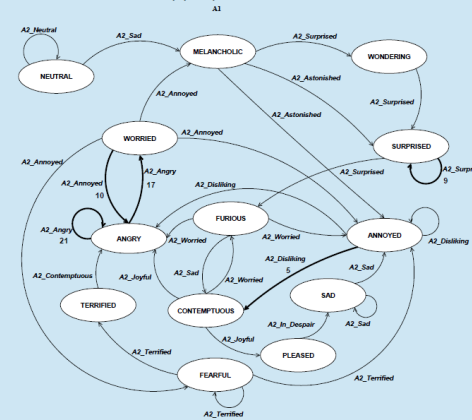 A1
A2_Neutral
A2_Sad
MELANCHOLIC
A2_Surprised
WONDERING
NEUTRAL
A2_Annoyed
A2_Astonished
A2_Surprised
A2_Astonished
WORRIED
A2_Annoyed
SURPRISED
A2_Annoyed
A2_Annoyed
10
A2_Angry
17
A2_Disliking
A2_Surprised
9
A2_Angry
21
ANGRY
A2_Worried
FURIOUS
A2_Worried
ANNOYED
A2_Disliking
A2_Contemptuous
A2_Joyful
A2_Sad
A2_Worried
A2_Disliking
5
A2_Sad
TERRIFIED
CONTEMPTUOUS
SAD
A2_Sad
A2_Joyful
A2_In_Despair
PLEASED
A2_Terrified
FEARFUL
A2_Terrified
A2_Terrified